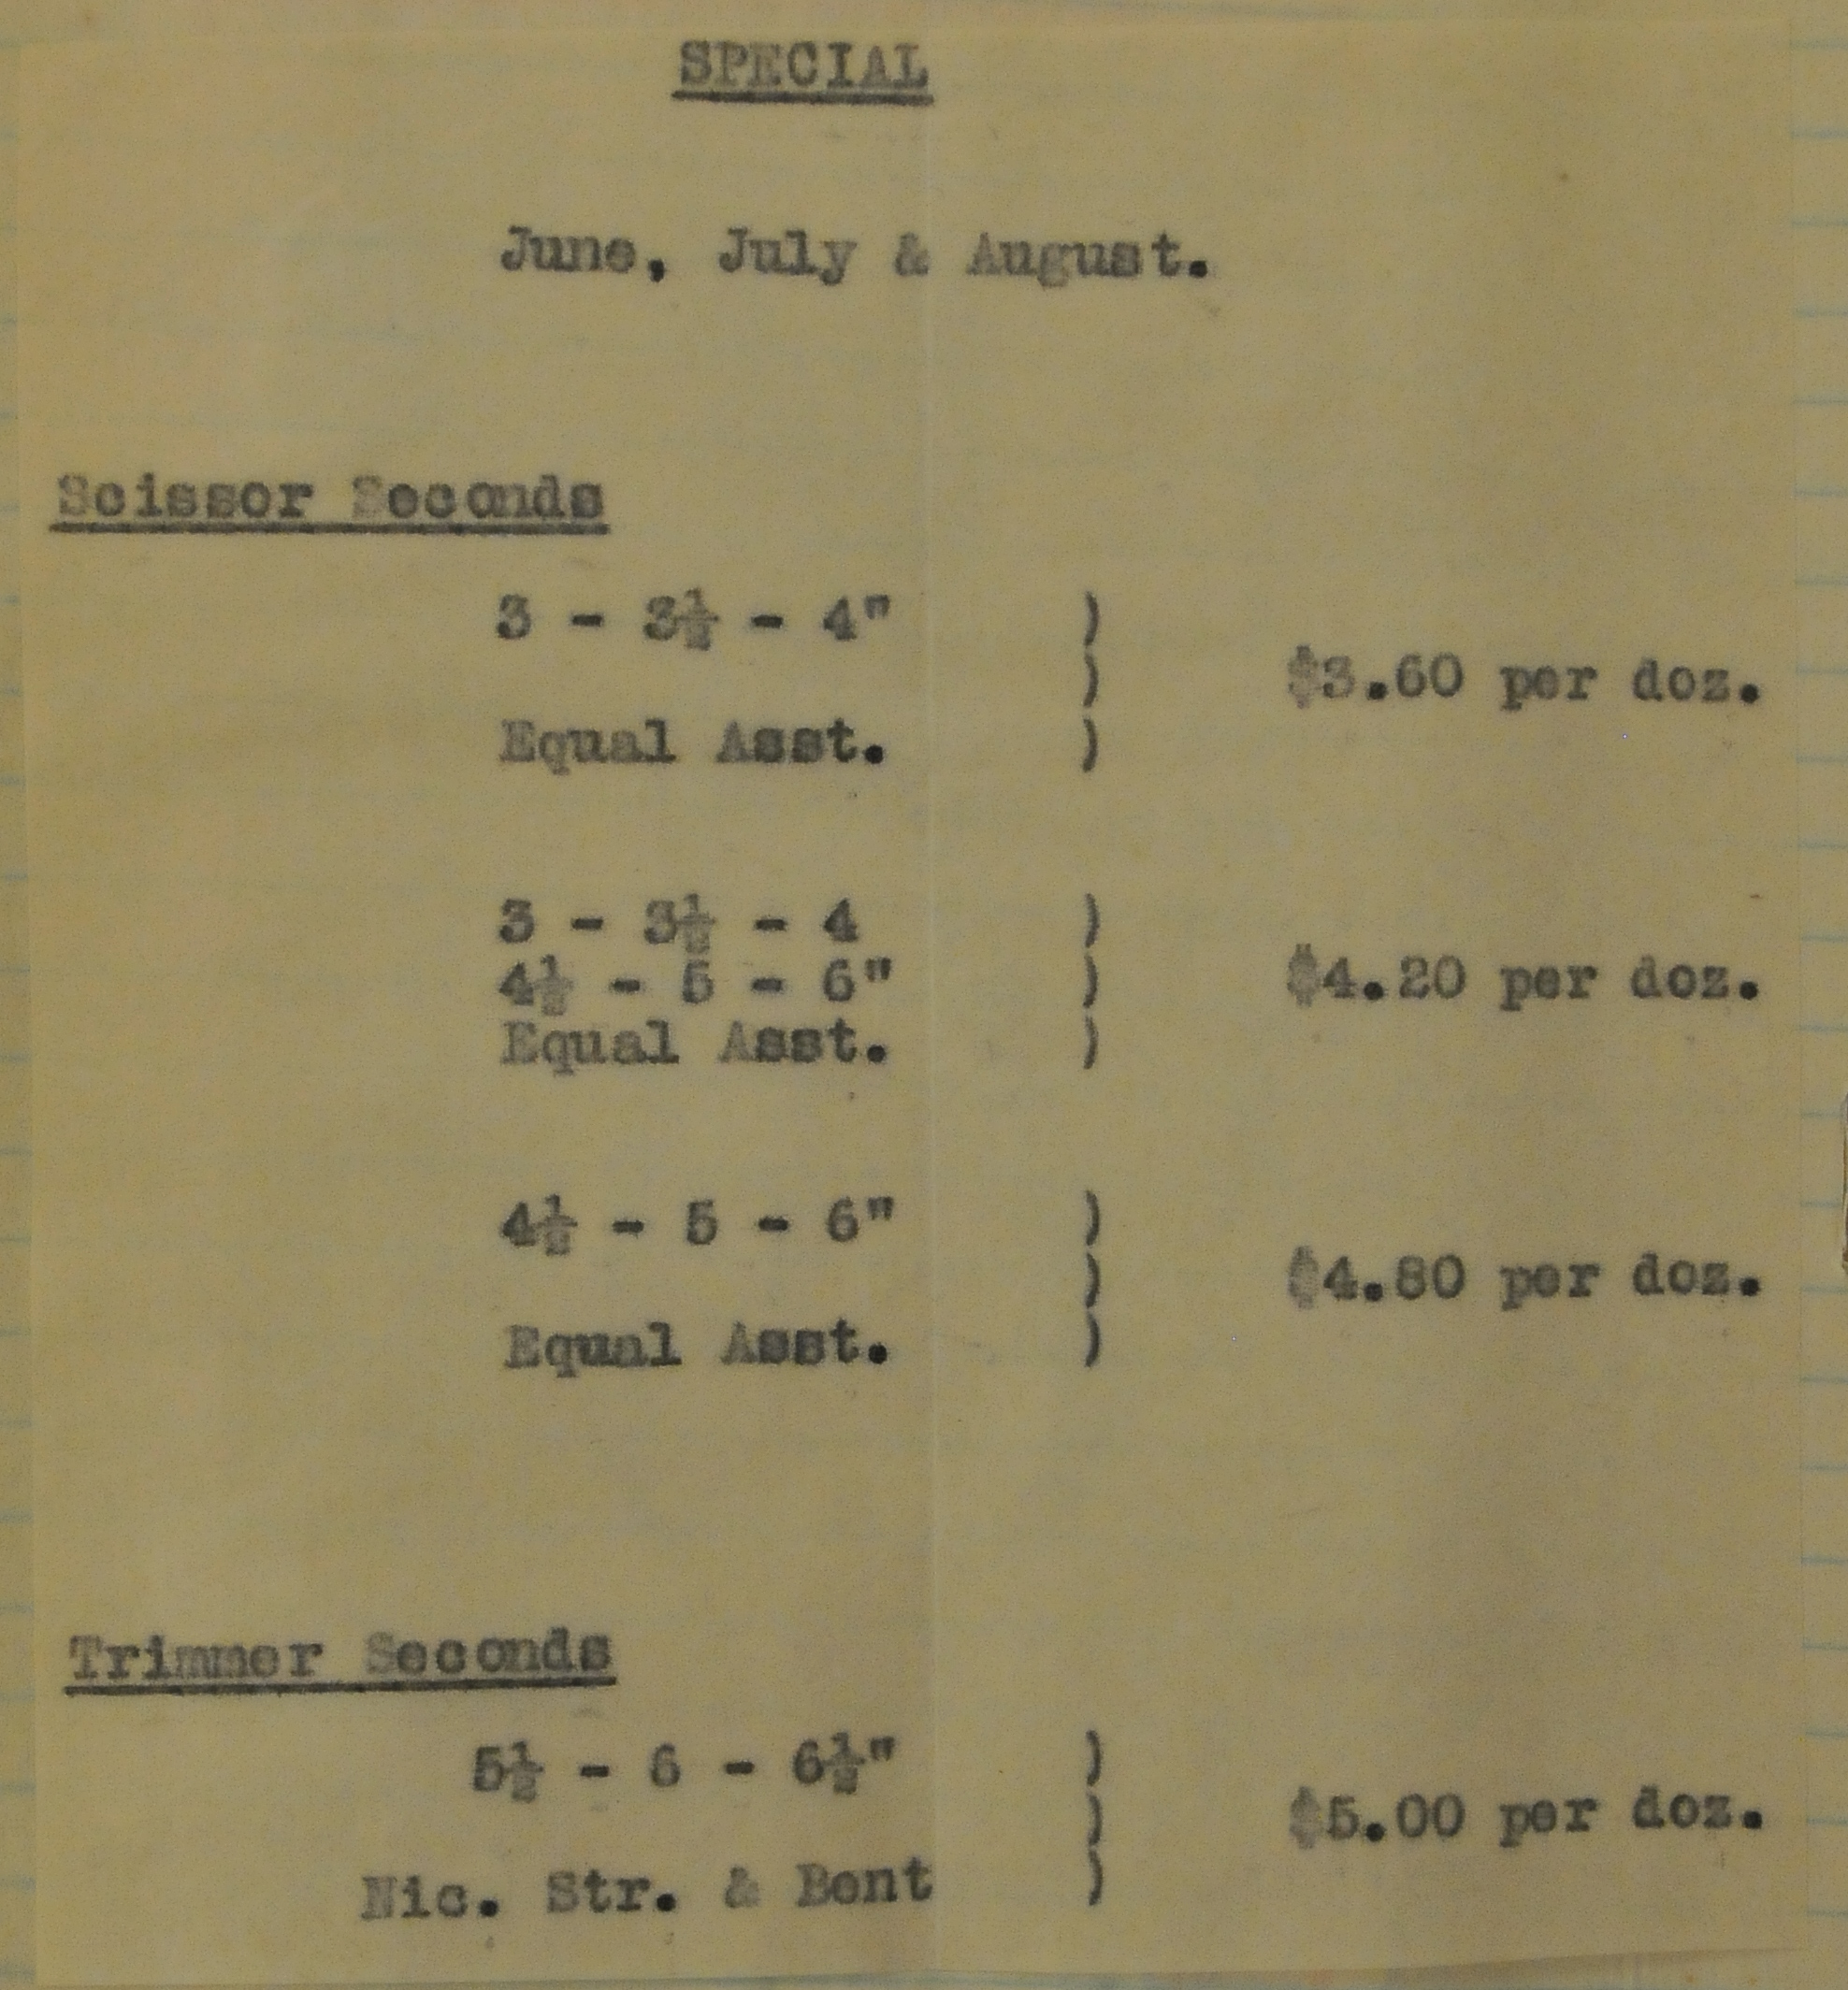 SPECIAL
June, July & August.
Scissor Seconds
3 - 3½ - 4" )
) $3.60 per doz.
Equal Asst. )
3 - 3½ - 4 )
4½ - 5 - 6" ) $4.20 per doz.
Equal Asst. )
4½ - 5 - 6" )
) $4.80 per doz.
Equal Asst. )
Trimmer Seconds
5½ - 6 - 6½" )
) $5.00 per doz.
Nic. Str. & Bent )